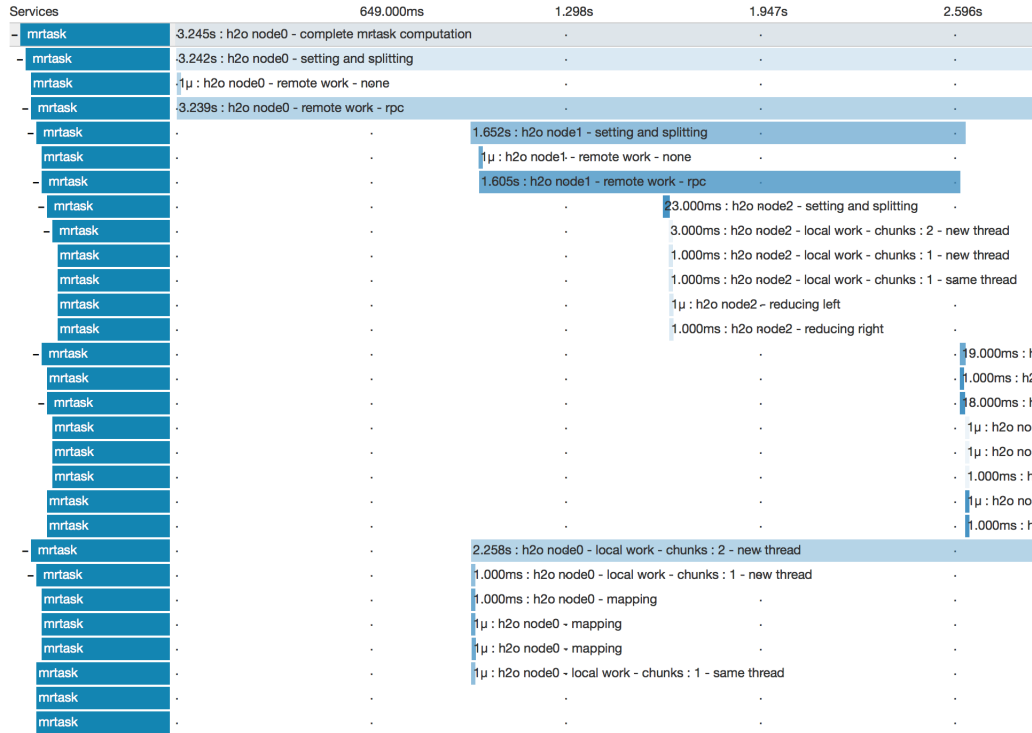 Services 649.000ms 1.298s 1.947s 2.596s
− mrtask 3.245s : h2o node0 - complete mrtask computation
− mrtask 3.242s : h2o node0 - setting and splitting
mrtask 1μ : h2o node0 - remote work - none
− mrtask 3.239s : h2o node0 - remote work - rpc
− mrtask 1.652s : h2o node1 - setting and splitting
mrtask 1μ : h2o node1 - remote work - none
− mrtask 1.605s : h2o node1 - remote work - rpc
− mrtask 23.000ms : h2o node2 - setting and splitting
− mrtask 3.000ms : h2o node2 - local work - chunks : 2 - new thread
mrtask 1.000ms : h2o node2 - local work - chunks : 1 - new thread
mrtask 1.000ms : h2o node2 - local work - chunks : 1 - same thread
mrtask 1μ : h2o node2 - reducing left
mrtask 1.000ms : h2o node2 - reducing right
− mrtask 19.000ms : h
mrtask 1.000ms : h2
− mrtask 18.000ms : h
mrtask 1μ : h2o no
mrtask 1μ : h2o no
mrtask 1.000ms : h
mrtask 1μ : h2o no
mrtask 1.000ms : h
− mrtask 2.258s : h2o node0 - local work - chunks : 2 - new thread
− mrtask 1.000ms : h2o node0 - local work - chunks : 1 - new thread
mrtask 1.000ms : h2o node0 - mapping
mrtask 1μ : h2o node0 - mapping
mrtask 1μ : h2o node0 - mapping
mrtask 1μ : h2o node0 - local work - chunks : 1 - same thread
mrtask
mrtask